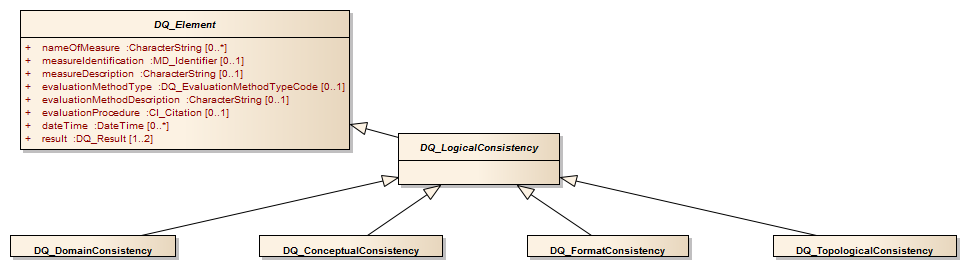 DQ_Element
+ nameOfMeasure :CharacterString [0..*]
+ measureIdentification :MD_Identifier [0..1]
+ measureDescription :CharacterString [0..1]
+ evaluationMethodType :DQ_EvaluationMethodTypeCode [0..1]
+ evaluationMethodDescription :CharacterString [0..1]
+ evaluationProcedure :CI_Citation [0..1]
+ dateTime :DateTime [0..*]
+ result :DQ_Result [1..2]
DQ_LogicalConsistency
DQ_DomainConsistency
DQ_ConceptualConsistency
DQ_FormatConsistency
DQ_TopologicalConsistency